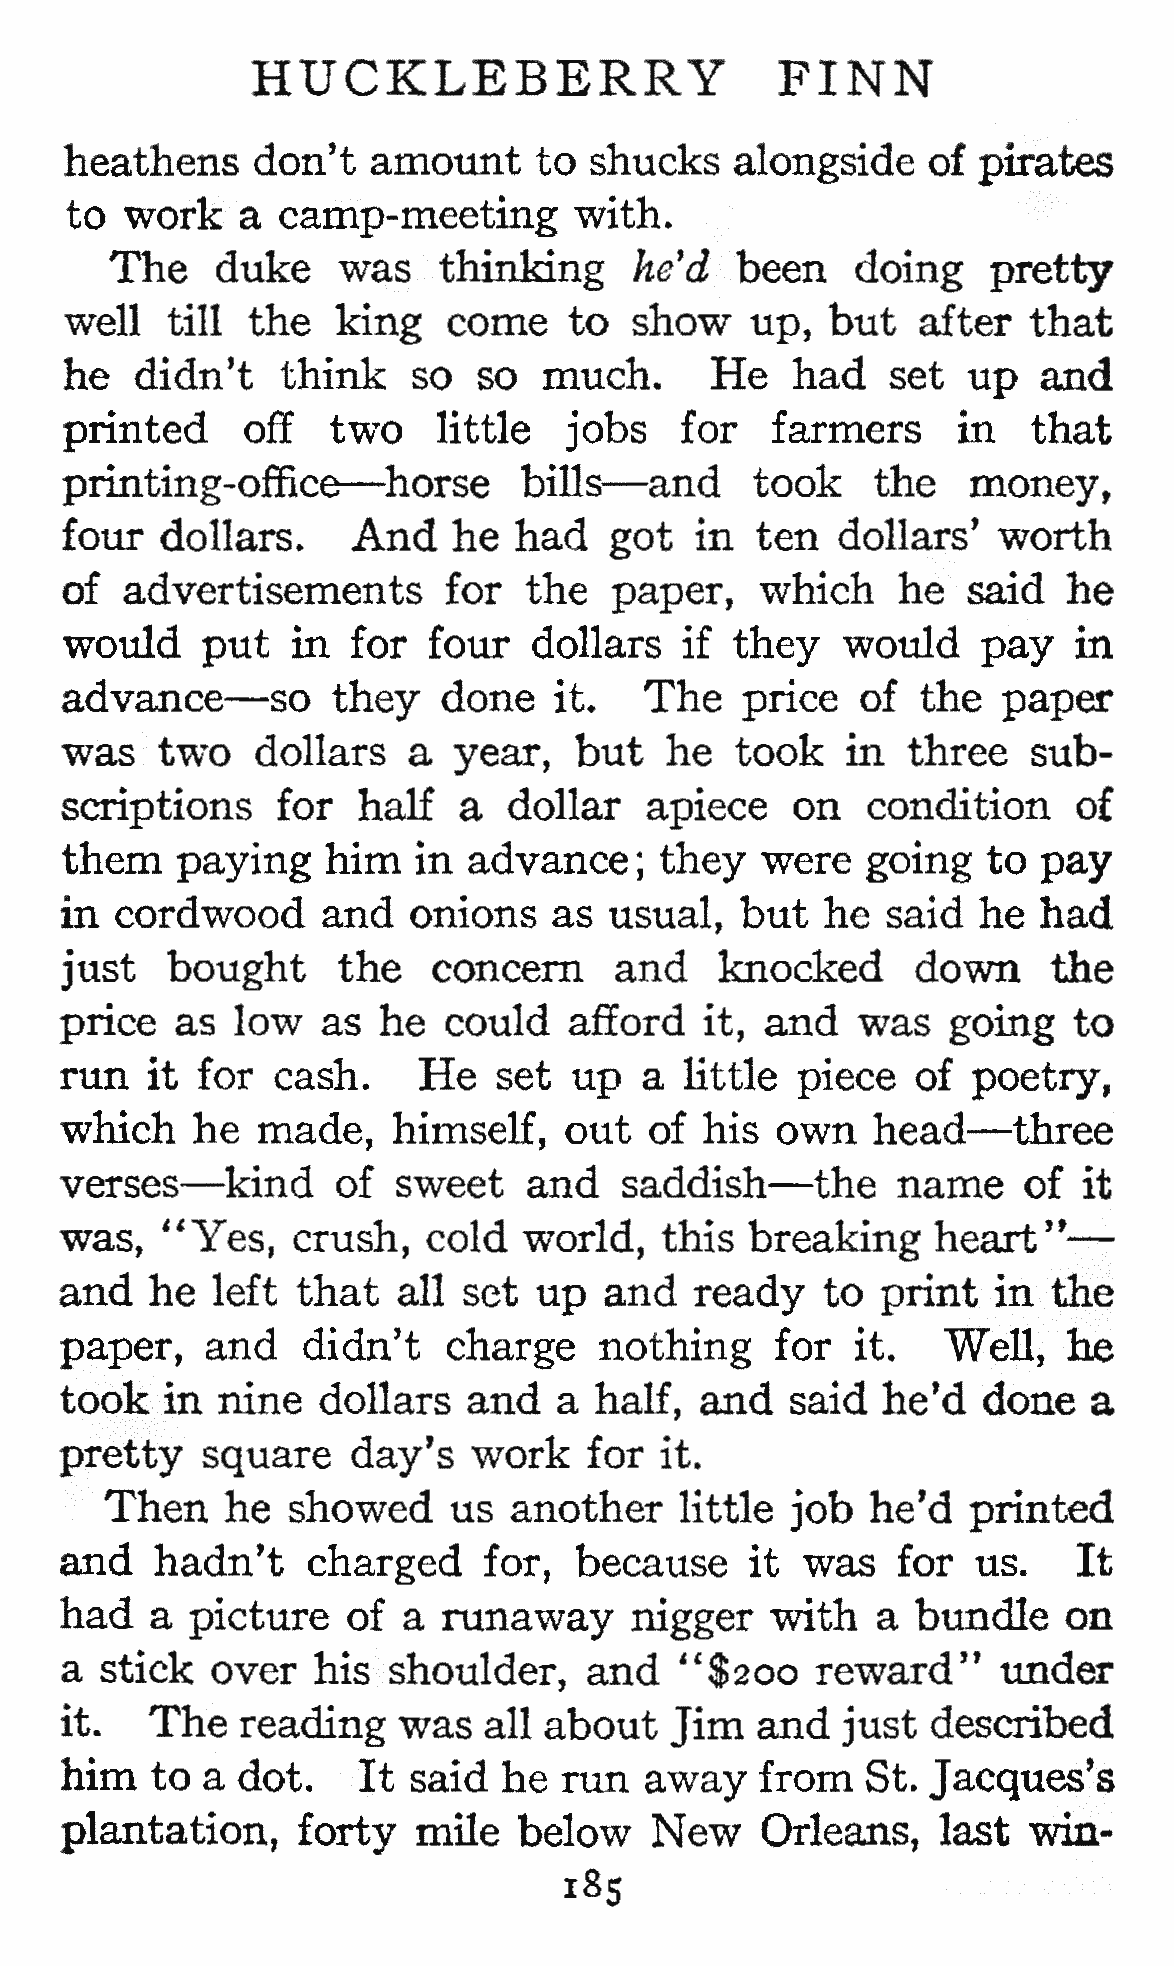 HUCKLEBERRY FINN
heathens don't amount to shucks alongside of pirates
to work a camp-meeting with.
The duke was thinking he'd been doing pretty
well till the king come to show up, but after that
he didn't think so so much. He had set up and
printed off two little jobs for farmers in that
printing-office—horse bills—and took the money,
four dollars. And he had got in ten dollars' worth
of advertisements for the paper, which he said he
would put in for four dollars if they would pay in
advance—so they done it. The price of the paper
was two dollars a year, but he took in three sub-
scriptions for half a dollar apiece on condition of
them paying him in advance; they were going to pay
in cordwood and onions as usual, but he said he had
just bought the concern and knocked down the
price as low as he could afford it, and was going to
run it for cash. He set up a little piece of poetry,
which he made, himself, out of his own head—three
verses—kind of sweet and saddish—the name of it
was, "Yes, crush, cold world, this breaking heart"—
and he left that all set up and ready to print in the
paper, and didn't charge nothing for it. Well, he
took in nine dollars and a half, and said he'd done a
pretty square day's work for it.
Then he showed us another little job he'd printed
and hadn't charged for, because it was for us. It
had a picture of a runaway nigger with a bundle on
a stick over his shoulder, and "$200 reward" under
it. The reading was all about Jim and just described
him to a dot. It said he run away from St. Jacques's
plantation, forty mile below New Orleans, last win-
185